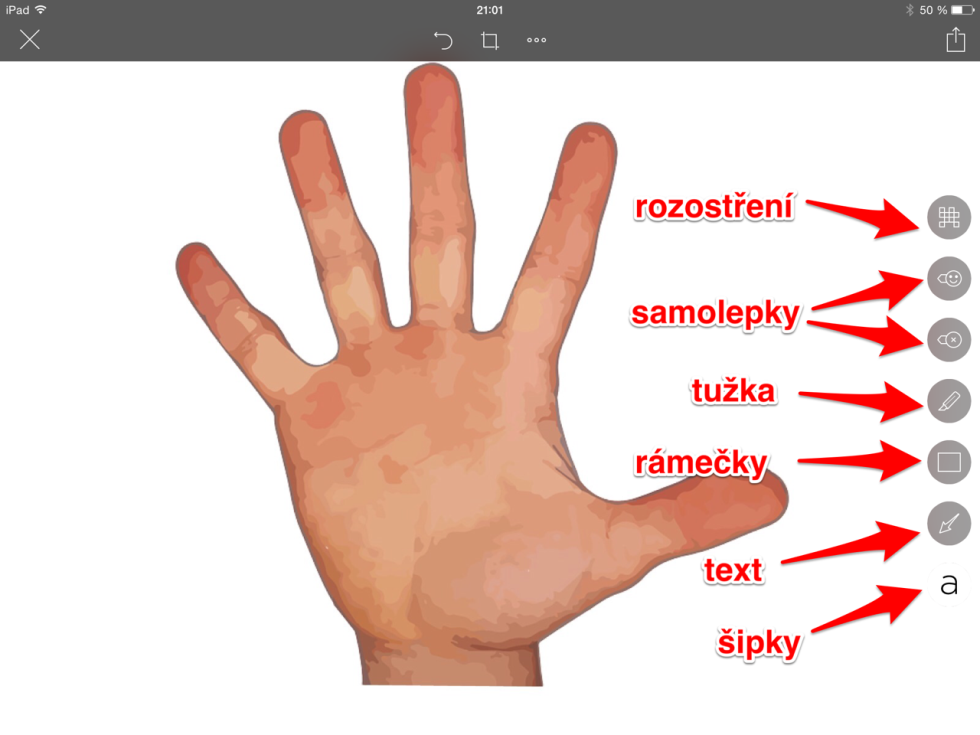 iPad
21:01
50 %
rozostření
samolepky
tužka
rámečky
text
a
šipky